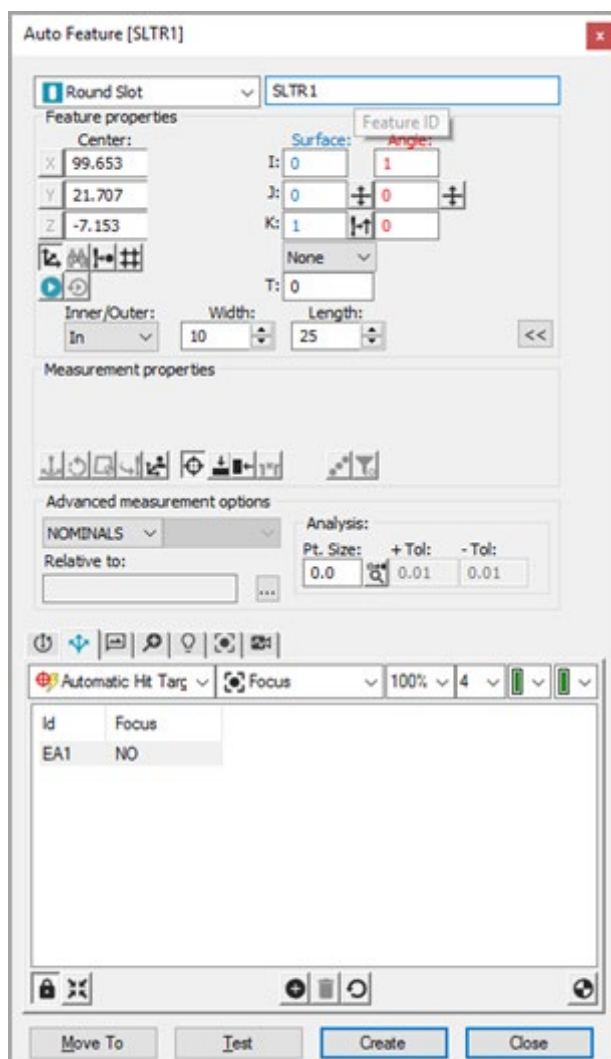 Auto Feature [SLTR1]
x
Round Slot SLTR1
Feature properties Feature ID
Center: Surface: Angle:
X 99.653 I: 0 1
Y 21.707 J: 0 0
Z -7.153 K: 1 0
None
T: 0
Inner/Outer: Width: Length:
In 10 25 <<
Measurement properties
Advanced measurement options
NOMINALS Analysis:
Pt. Size: +Tol: -Tol:
Relative to: 0.0 0.01 0.01
...
Automatic Hit Targ Focus 100% 4
Id Focus
EA1 NO
Move To Test Create Close